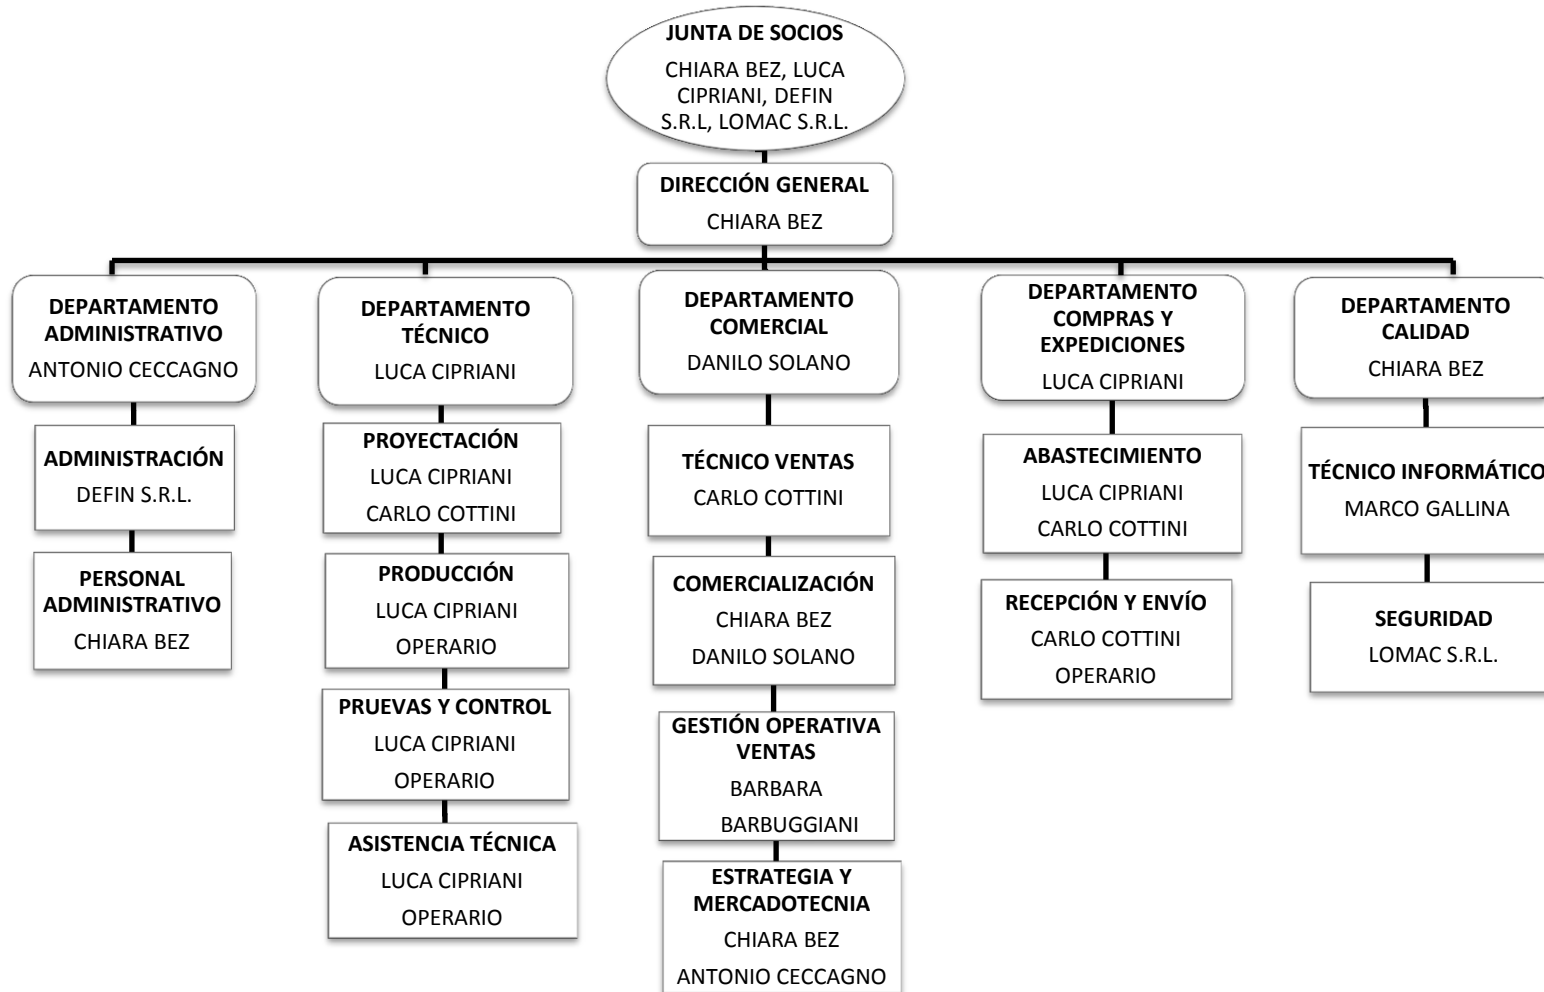 JUNTA DE SOCIOS
CHIARA BEZ, LUCA
CIPRIANI, DEFIN
S.R.L, LOMAC S.R.L.
DIRECCIÓN GENERAL
CHIARA BEZ
DEPARTAMENTO
ADMINISTRATIVO
ANTONIO CECCAGNO
ADMINISTRACIÓN
DEFIN S.R.L.
PERSONAL
ADMINISTRATIVO
CHIARA BEZ
DEPARTAMENTO
TÉCNICO
LUCA CIPRIANI
PROYECTACIÓN
LUCA CIPRIANI
CARLO COTTINI
PRODUCCIÓN
LUCA CIPRIANI
OPERARIO
PRUEVAS Y CONTROL
LUCA CIPRIANI
OPERARIO
ASISTENCIA TÉCNICA
LUCA CIPRIANI
OPERARIO
DEPARTAMENTO
COMERCIAL
DANILO SOLANO
TÉCNICO VENTAS
CARLO COTTINI
COMERCIALIZACIÓN
CHIARA BEZ
DANILO SOLANO
GESTIÓN OPERATIVA
VENTAS
BARBARA
BARBUGGIANI
ESTRATEGIA Y
MERCADOTECNIA
CHIARA BEZ
ANTONIO CECCAGNO
DEPARTAMENTO
COMPRAS Y
EXPEDICIONES
LUCA CIPRIANI
ABASTECIMIENTO
LUCA CIPRIANI
CARLO COTTINI
RECEPCIÓN Y ENVÍO
CARLO COTTINI
OPERARIO
DEPARTAMENTO
CALIDAD
CHIARA BEZ
TÉCNICO INFORMÁTICO
MARCO GALLINA
SEGURIDAD
LOMAC S.R.L.